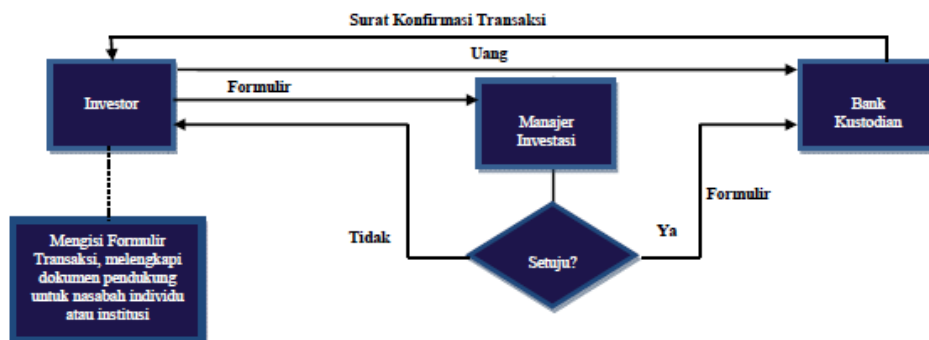 Surat Konfirmasi Transaksi
Uang
Investor
Formulir
Manajer
Investasi
Bank
Kustodian
Formulir
Mengisi Formulir
Transaksi, melengkapi
dokumen pendukung
untuk nasabah individu
atau institusi
Tidak
Setuju?
Ya